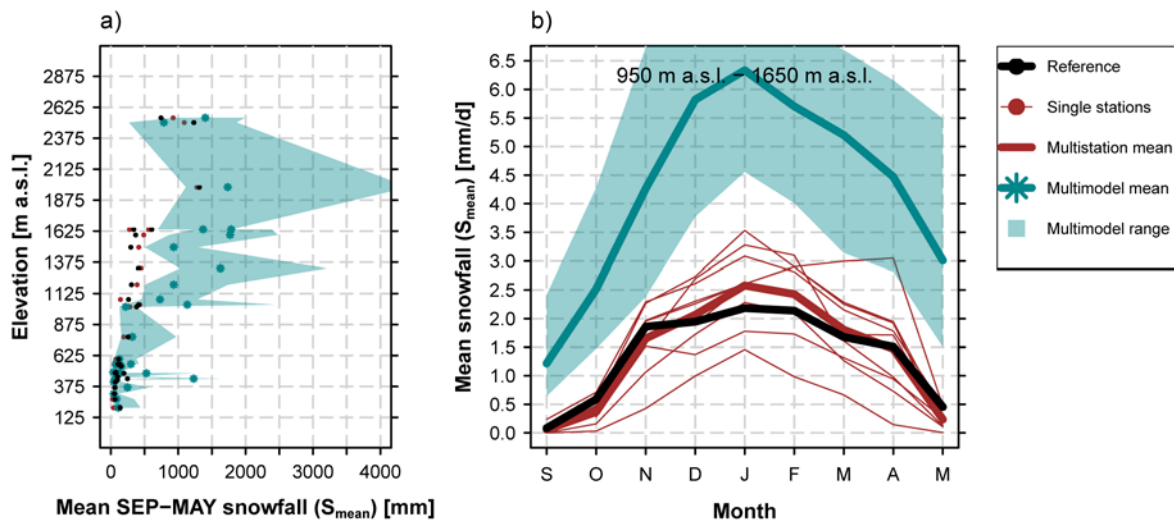 a)
Elevation [m a.s.l.]
2875
2625
2375
2125
1875
1625
1375
1125
875
625
375
125
0 1000 2000 3000 4000
Mean SEP−MAY snowfall (Smean) [mm]
b)
Mean snowfall (Smean) [mm/d]
950 m a.s.l. − 1650 m a.s.l.
6.5
6.0
5.5
5.0
4.5
4.0
3.5
3.0
2.5
2.0
1.5
1.0
0.5
0.0
S O N D J F M A M
Month
Reference
Single stations
Multistation mean
Multimodel mean
Multimodel range